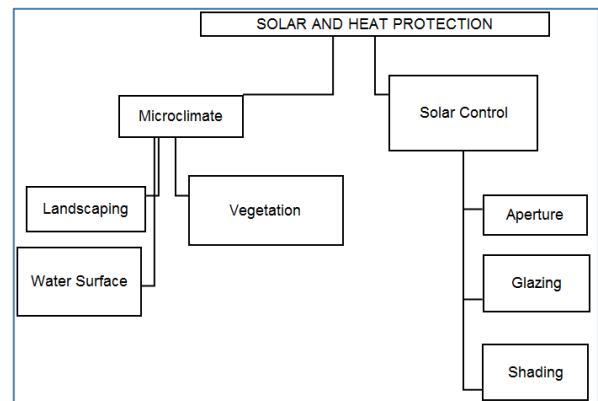 SOLAR AND HEAT PROTECTION
Microclimate
Solar Control
Landscaping
Vegetation
Water Surface
Aperture
Glazing
Shading